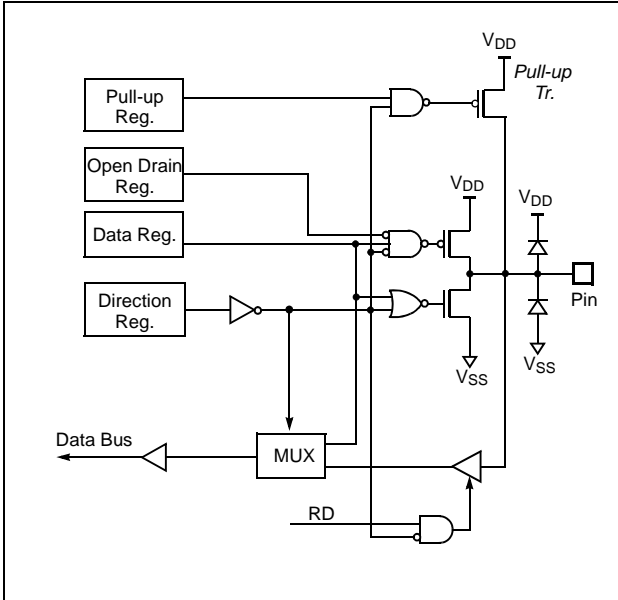 VDD
Pull-up
Tr.
Pull-up
Reg.
Open Drain
Reg.
VDD
VDD
Data Reg.
Direction
Reg.
Pin
VSS
VSS
Data Bus
MUX
RD